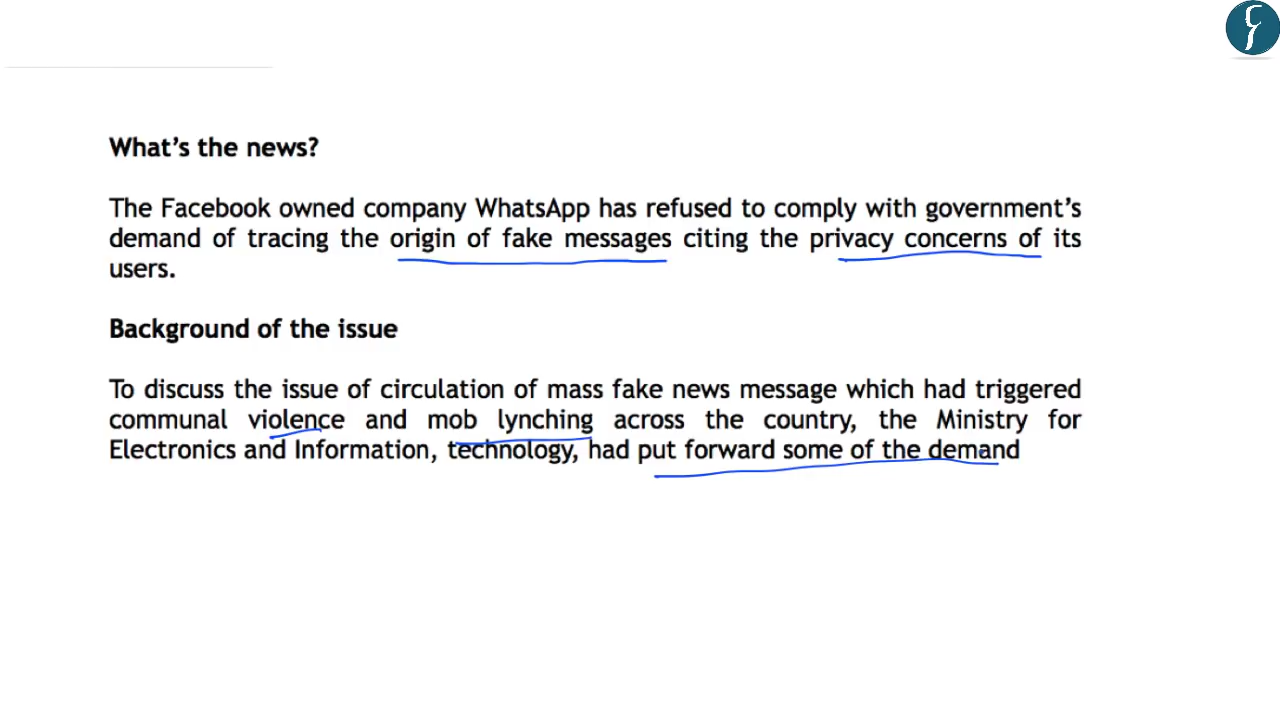 What's the news?
The Facebook owned company WhatsApp has refused to comply with government's
demand of tracing the origin of fake messages citing the privacy concerns of its
users.
Background of the issue
To discuss the issue of circulation of mass fake news message which had triggered
communal violence and mob lynching across the country, the Ministry for
Electronics and Information, technology, had put forward some of the demand